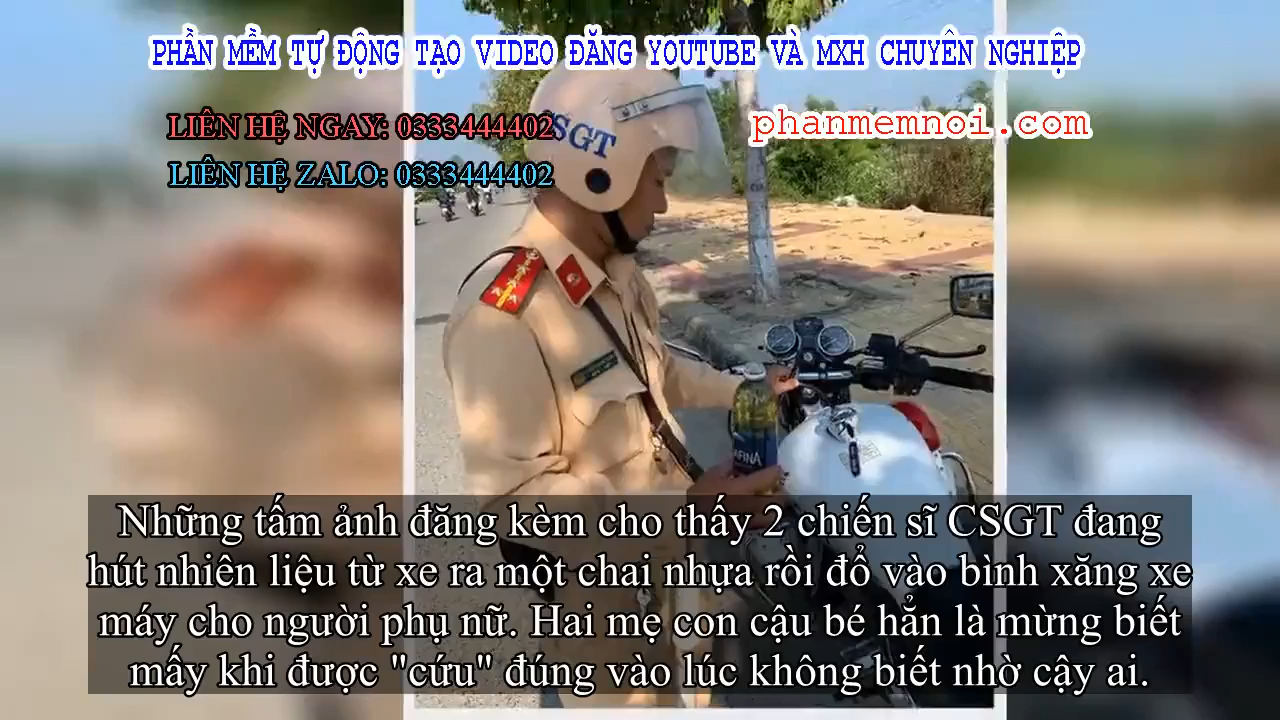 PHẦN MỀM TỰ ĐỘNG TẠO VIDEO ĐĂNG YOUTUBE VÀ MXH CHUYÊN NGHIỆP
LIÊN HỆ NGAY: 0333444402
phanmemnoi.com
LIÊN HỆ ZALO: 0333444402
SGT
Những tấm ảnh đăng kèm cho thấy 2 chiến sĩ CSGT đang
hút nhiên liệu từ xe ra một chai nhựa rồi đổ vào bình xăng xe
máy cho người phụ nữ. Hai mẹ con cậu bé hẳn là mừng biết
mấy khi được "cứu" đúng vào lúc không biết nhờ cậy ai.